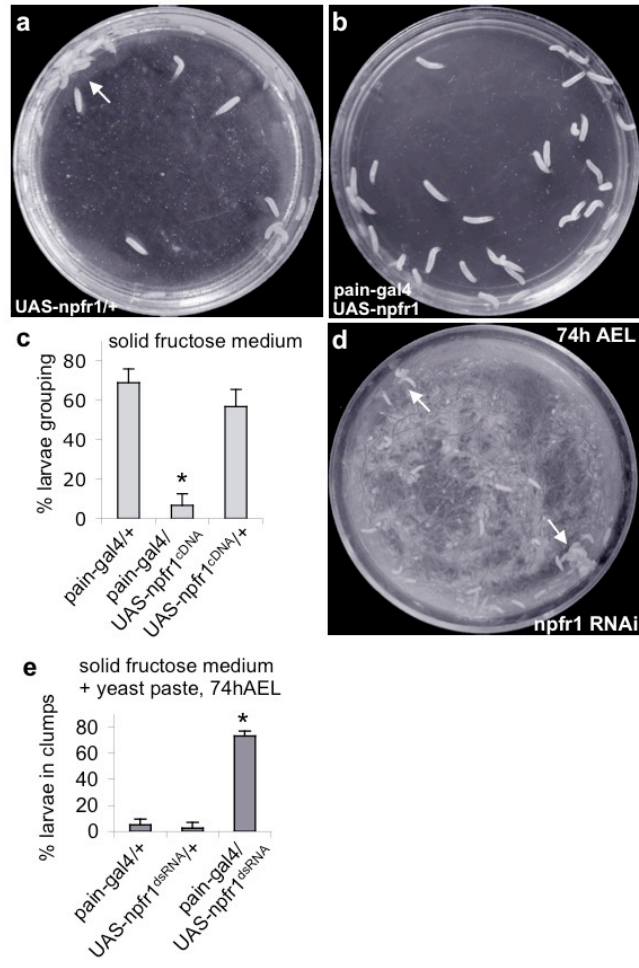 a
UAS-npfr1/+
b
pain-gal4
UAS-npfr1
c
solid fructose medium
% larvae grouping
80
60
40
20
0
*
pain-gal4/+
pain-gal4/
UAS-npfr1cDNA
UAS-npfr1cDNA/+
d
74h AEL
npfr1 RNAi
e
solid fructose medium
+ yeast paste, 74hAEL
% larvae in clumps
80
60
40
20
0
*
pain-gal4/+
UAS-npfr1dsRNA/+
pain-gal4/
UAS-npfr1dsRNA